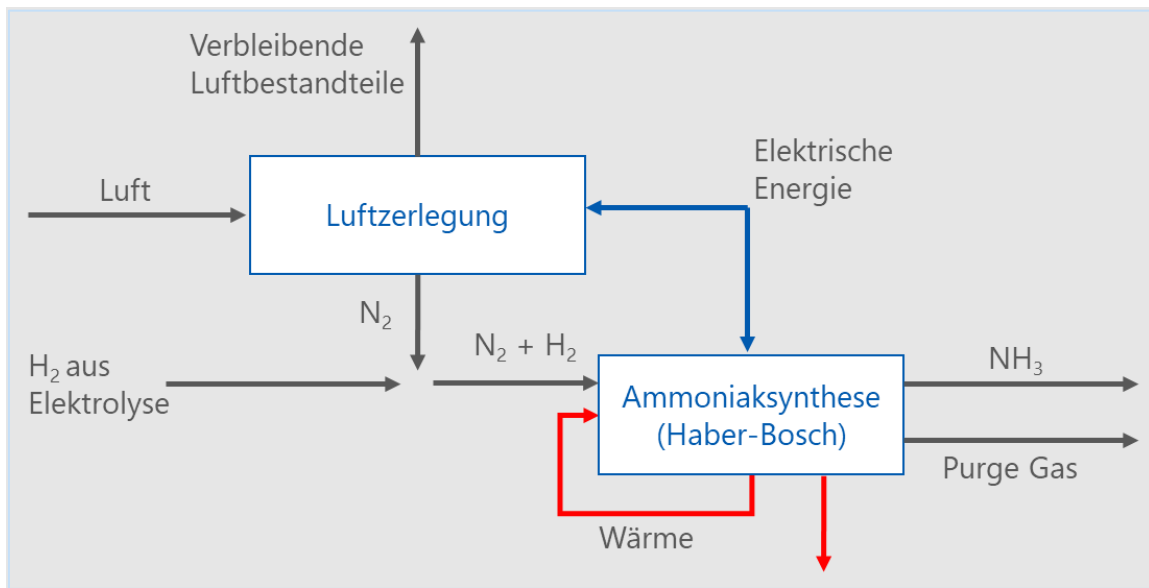 Verbleibende
Luftbestandteile
Elektrische
Energie
Luft
Luftzerlegung
N₂
N₂ + H₂
H₂ aus
Elektrolyse
NH₃
Ammoniaksynthese
(Haber-Bosch)
Purge Gas
Wärme